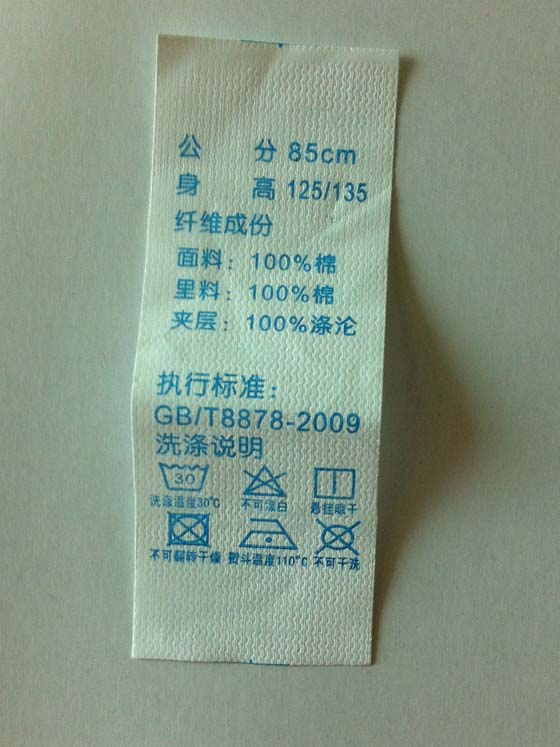 公 分 85cm
身 高 125/135
纤维成份
面料：100%棉
里料：100%棉
夹层：100%涤沦
执行标准：
GB/T8878-2009
洗涤说明
30
洗涤温度30℃ 不可漂白 悬挂晾干
不可翻转干燥 熨斗温度110℃ 不可干洗